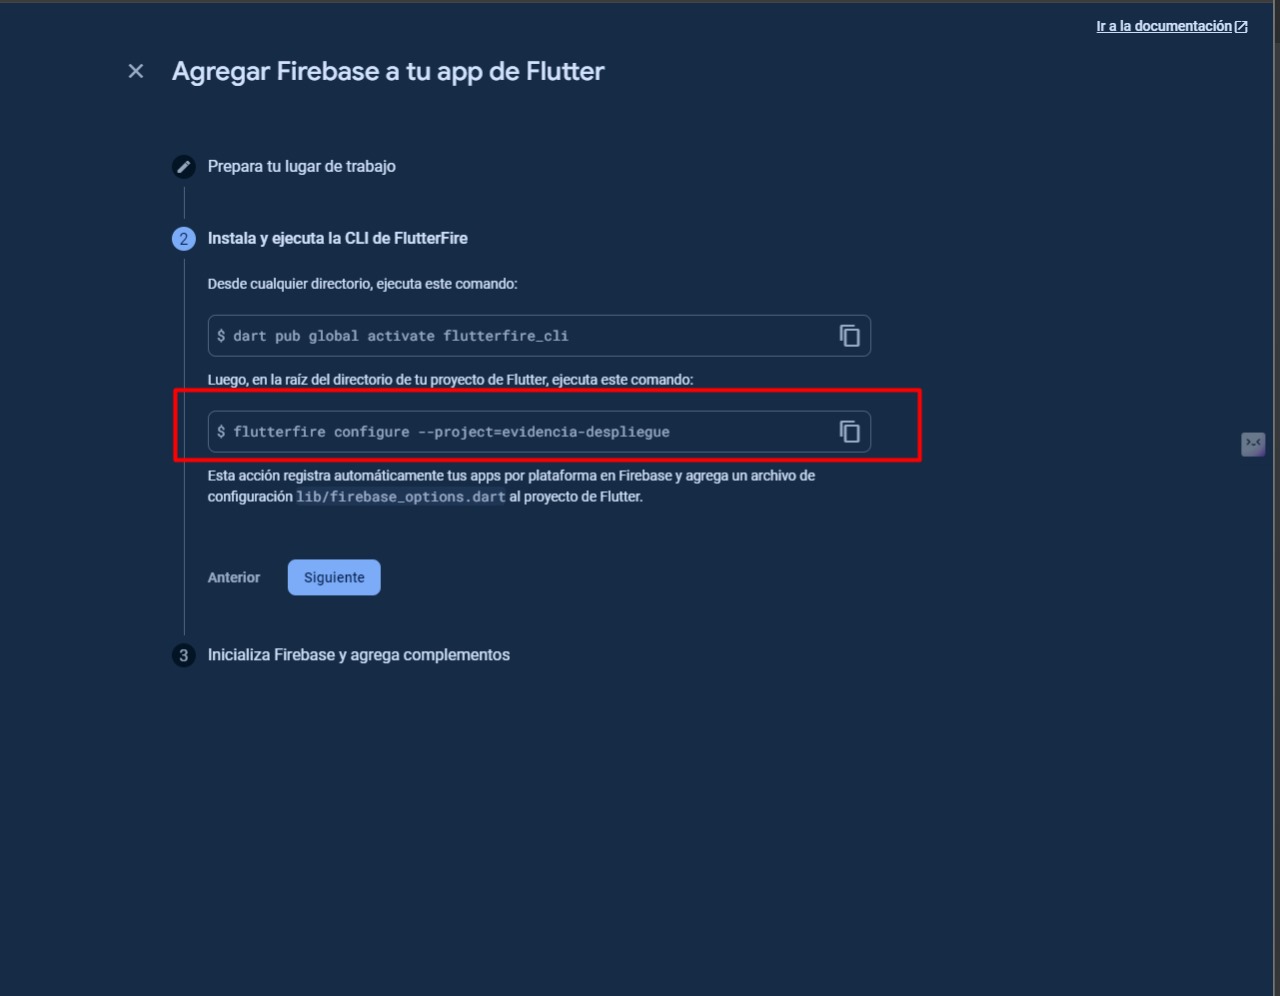 Ir a la documentación
Agregar Firebase a tu app de Flutter
Prepara tu lugar de trabajo
2 Instala y ejecuta la CLI de FlutterFire
Desde cualquier directorio, ejecuta este comando:
$ dart pub global activate flutterfire_cli
Luego, en la raíz del directorio de tu proyecto de Flutter, ejecuta este comando:
$ flutterfire configure --project=evidencia-despliegue
Esta acción registra automáticamente tus apps por plataforma en Firebase y agrega un archivo de
configuración lib/firebase_options.dart al proyecto de Flutter.
Anterior Siguiente
3 Inicializa Firebase y agrega complementos